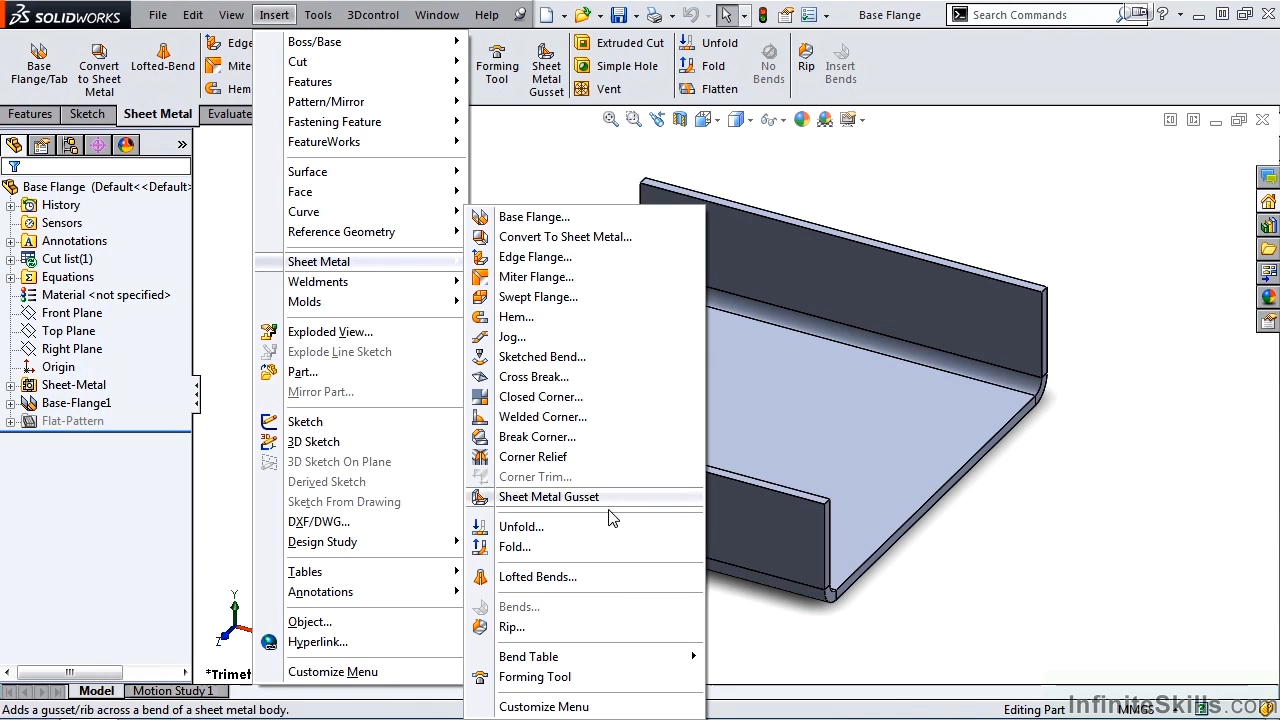 SOLIDWORKS
File Edit View Insert Tools 3Dcontrol Window Help
Base Flange
Search Commands
Base Flange/Tab
Convert to Sheet Metal
Lofted-Bend
Edge
Mite
Hem
Forming Tool
Sheet Metal Gusset
Extruded Cut
Simple Hole
Vent
Unfold
Fold
Flatten
No Bends
Rip
Insert Bends
Features Sketch Sheet Metal Evaluate
Base Flange (Default<<Default>
History
Sensors
Annotations
Cut list(1)
Equations
Material <not specified>
Front Plane
Top Plane
Right Plane
Origin
Sheet-Metal
Base-Flange1
Flat-Pattern
Boss/Base
Cut
Features
Pattern/Mirror
Fastening Feature
FeatureWorks
Surface
Face
Curve
Reference Geometry
Sheet Metal
Weldments
Molds
Exploded View...
Explode Line Sketch
Part...
Mirror Part...
Sketch
3D Sketch
3D Sketch On Plane
Derived Sketch
Sketch From Drawing
DXF/DWG...
Design Study
Tables
Annotations
Object...
Hyperlink...
Customize Menu
Base Flange...
Convert To Sheet Metal...
Edge Flange...
Miter Flange...
Swept Flange...
Hem...
Jog...
Sketched Bend...
Cross Break...
Closed Corner...
Welded Corner...
Break Corner...
Corner Relief
Corner Trim...
Sheet Metal Gusset
Unfold...
Fold...
Lofted Bends...
Bends...
Rip...
Bend Table
Forming Tool
Customize Menu
Y
Z
*Trimet
Model Motion Study 1
Adds a gusset/rib across a bend of a sheet metal body.
Editing Part
MMGS
InfiniteSkills.com